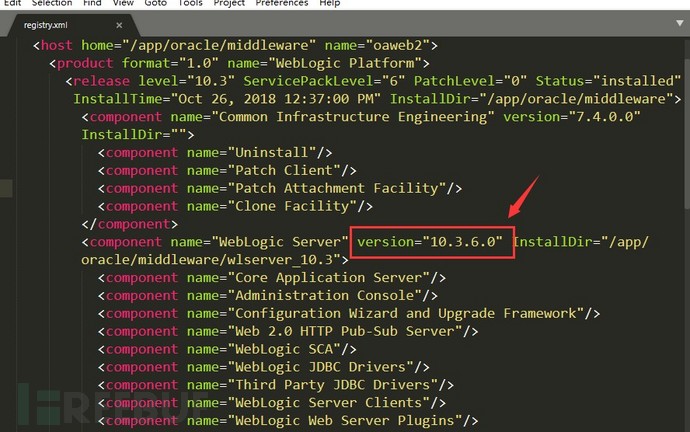 Edit Selection Find View Goto Tools Project Preferences Help
registry.xml ×
<host home="/app/oracle/middleware" name="oaweb2">
<product format="1.0" name="WebLogic Platform">
<release level="10.3" ServicePackLevel="6" PatchLevel="0" Status="installed"
InstallTime="Oct 26, 2018 12:37:00 PM" InstallDir="/app/oracle/middleware">
<component name="Common Infrastructure Engineering" version="7.4.0.0"
InstallDir="">
<component name="Uninstall"/>
<component name="Patch Client"/>
<component name="Patch Attachment Facility"/>
<component name="Clone Facility"/>
</component>
<component name="WebLogic Server" version="10.3.6.0" InstallDir="/app/
oracle/middleware/wlserver_10.3">
<component name="Core Application Server"/>
<component name="Administration Console"/>
<component name="Configuration Wizard and Upgrade Framework"/>
<component name="Web 2.0 HTTP Pub-Sub Server"/>
<component name="WebLogic SCA"/>
<component name="WebLogic JDBC Drivers"/>
<component name="Third Party JDBC Drivers"/>
<component name="WebLogic Server Clients"/>
<component name="WebLogic Web Server Plugins"/>
FREEBUF